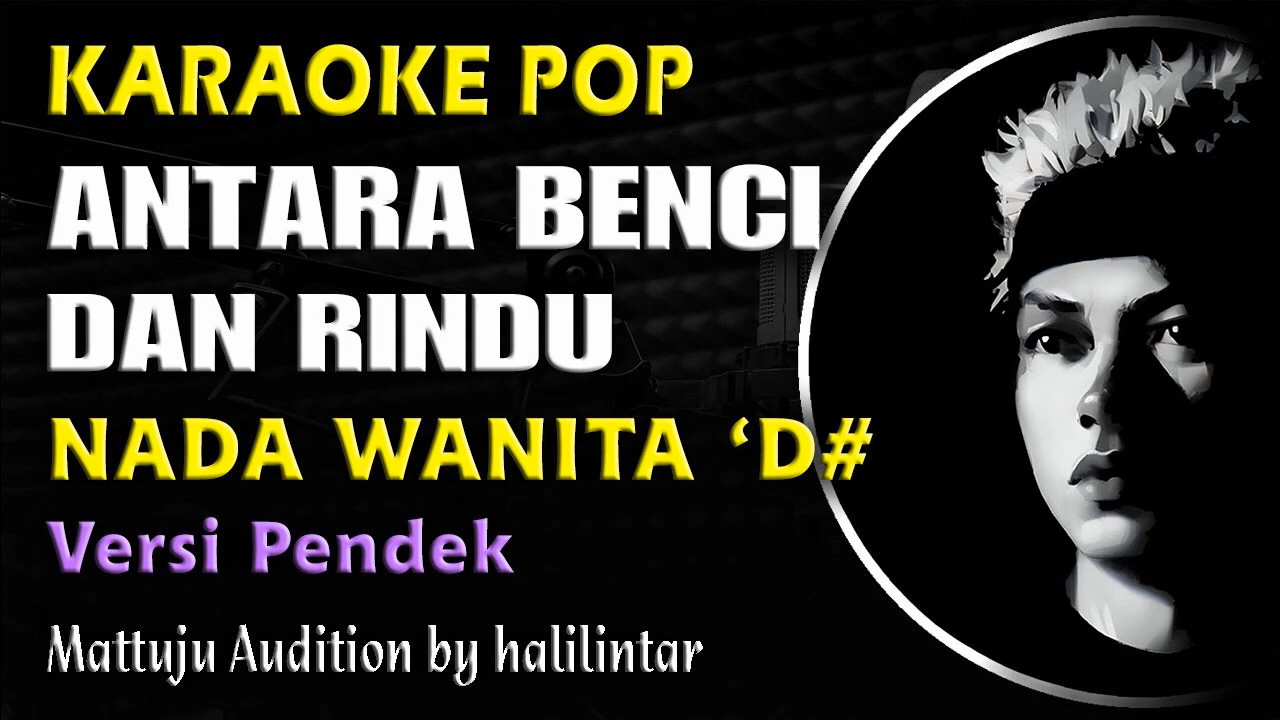 KARAOKE POP
ANTARA BENCI
DAN RINDU
NADA WANITA ‘D#
Versi Pendek
Mattuju Audition by halilintar